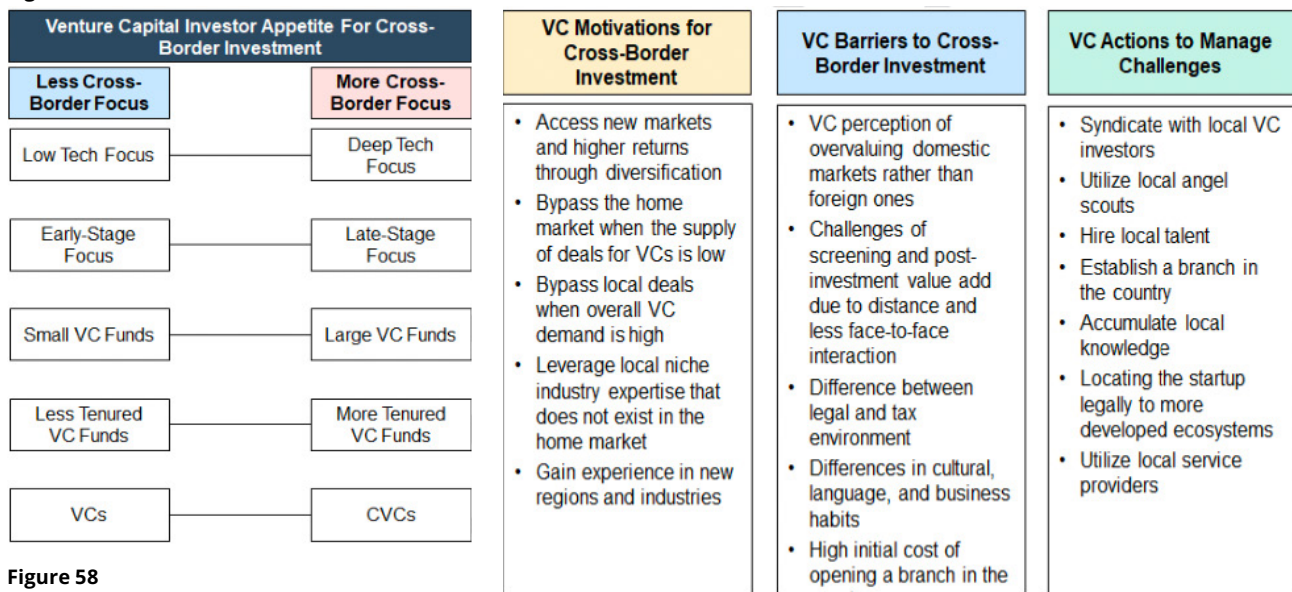 Venture Capital Investor Appetite For Cross-
Border Investment
Less Cross-
Border Focus
More Cross-
Border Focus
Low Tech Focus
Deep Tech
Focus
Early-Stage
Focus
Late-Stage
Focus
Small VC Funds
Large VC Funds
Less Tenured
VC Funds
More Tenured
VC Funds
VCs
CVCs
Figure 58
VC Motivations for
Cross-Border
Investment
• Access new markets
and higher returns
through diversification
• Bypass the home
market when the supply
of deals for VCs is low
• Bypass local deals
when overall VC
demand is high
• Leverage local niche
industry expertise that
does not exist in the
home market
• Gain experience in new
regions and industries
VC Barriers to Cross-
Border Investment
• VC perception of
overvaluing domestic
markets rather than
foreign ones
• Challenges of
screening and post-
investment value add
due to distance and
less face-to-face
interaction
• Difference between
legal and tax
environment
• Differences in cultural,
language, and business
habits
• High initial cost of
opening a branch in the
VC Actions to Manage
Challenges
• Syndicate with local VC
investors
• Utilize local angel
scouts
• Hire local talent
• Establish a branch in
the country
• Accumulate local
knowledge
• Locating the startup
legally to more
developed ecosystems
• Utilize local service
providers